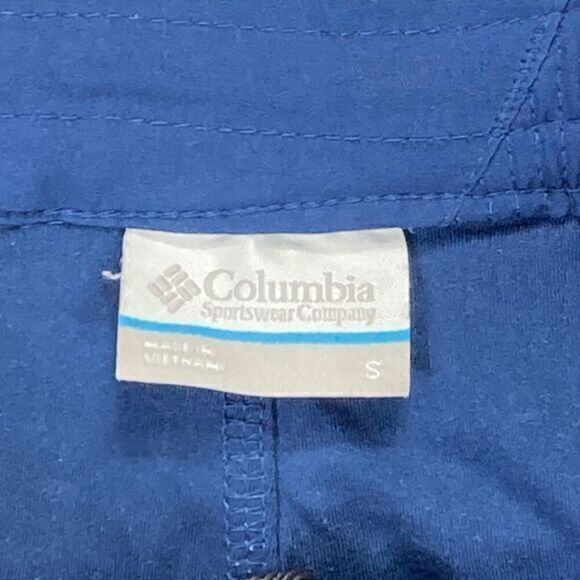 Columbia
Sportswear Company
MADE IN
VIETNAM
S